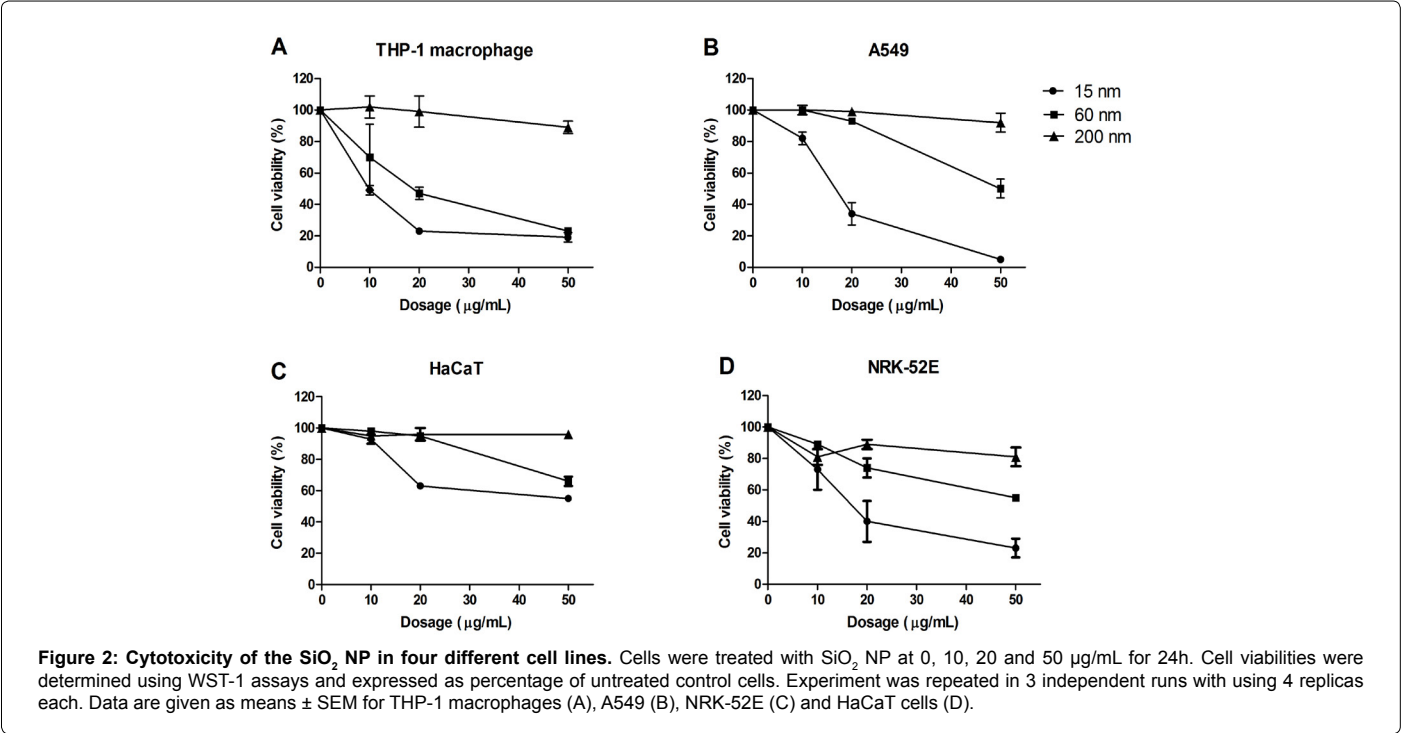 A
THP-1 macrophage
120
100
80
60
40
20
0
Cell viability (%)
0 10 20 30 40 50
Dosage ( µg/mL)
B
A549
120
100
80
60
40
20
0
Cell viability (%)
0 10 20 30 40 50
Dosage ( µg/mL)
15 nm
60 nm
200 nm
C
HaCaT
120
100
80
60
40
20
0
Cell viability (%)
0 10 20 30 40 50
Dosage ( µg/mL)
D
NRK-52E
120
100
80
60
40
20
0
Cell viability (%)
0 10 20 30 40 50
Dosage ( µg/mL)
Figure 2: Cytotoxicity of the SiO2 NP in four different cell lines. Cells were treated with SiO2 NP at 0, 10, 20 and 50 µg/mL for 24h. Cell viabilities were
determined using WST-1 assays and expressed as percentage of untreated control cells. Experiment was repeated in 3 independent runs with using 4 replicas
each. Data are given as means ± SEM for THP-1 macrophages (A), A549 (B), NRK-52E (C) and HaCaT cells (D).